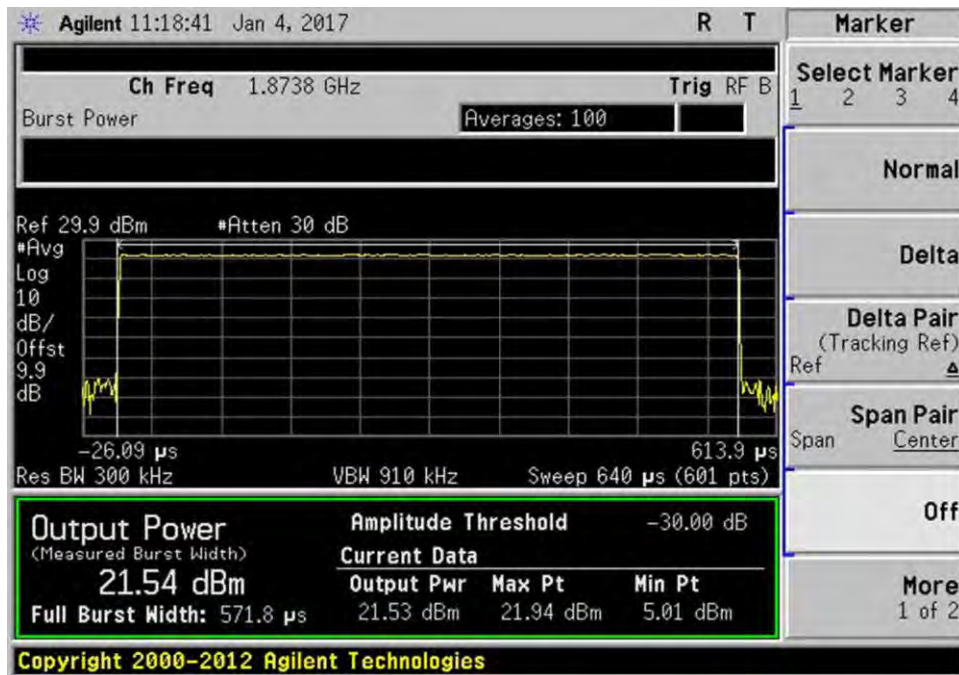 Agilent 11:18:41 Jan 4, 2017 R T
Marker
Select Marker
1 2 3 4
Ch Freq 1.8738 GHz Trig RF B
Burst Power Averages: 100
Normal
Ref 29.9 dBm #Atten 30 dB
#Avg
Log
10
dB/
Offst
9.9
dB
Delta
Delta Pair
(Tracking Ref)
Ref Δ
Span Pair
Span Center
-26.09 µs 613.9 µs
Res BW 300 kHz VBW 910 kHz Sweep 640 µs (601 pts)
Off
Output Power
(Measured Burst Width)
21.54 dBm
Full Burst Width: 571.8 µs
Amplitude Threshold -30.00 dB
Current Data
Output Pwr Max Pt Min Pt
21.53 dBm 21.94 dBm 5.01 dBm
More
1 of 2
Copyright 2000-2012 Agilent Technologies